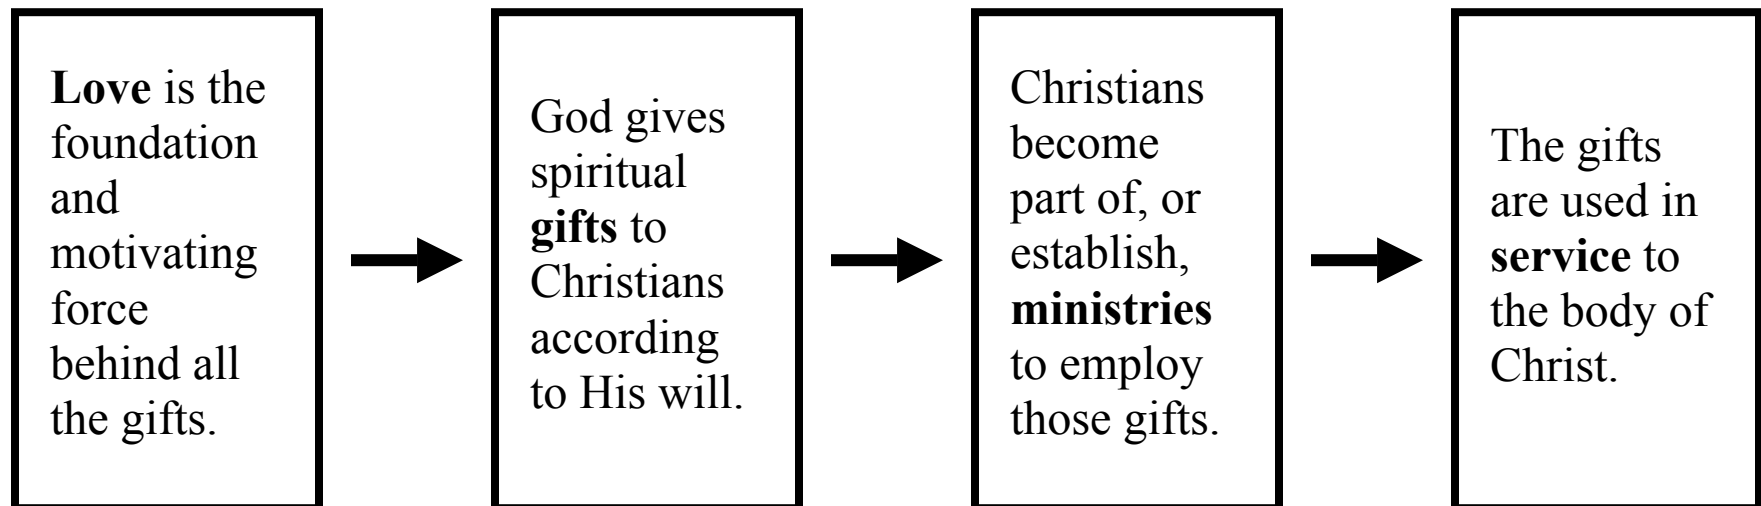 Love is the
foundation
and
motivating
force
behind all
the gifts.
God gives
spiritual
gifts to
Christians
according
to His will.
Christians
become
part of, or
establish,
ministries
to employ
those gifts.
The gifts
are used in
service to
the body of
Christ.